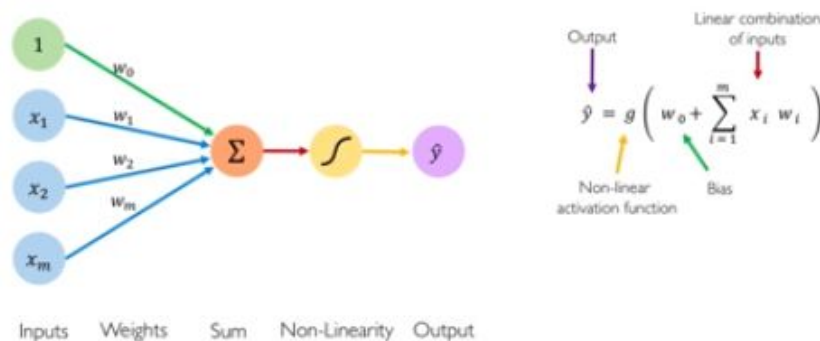 1
x₁
x₂
xₘ
w₀
w₁
w₂
wₘ
Σ
∫
ŷ
Inputs Weights Sum Non-Linearity Output
Output
Linear combination
of inputs
ŷ = g ( w₀ + ∑ᵢ₌₁ᵐ xᵢ wᵢ )
Non-linear
activation function
Bias